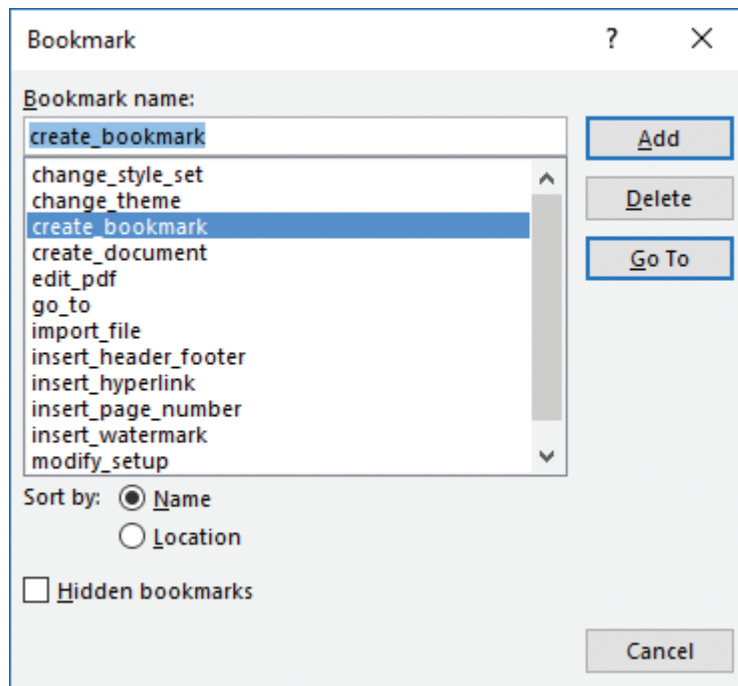 Bookmark ?
Bookmark name:
create_bookmark
Add
change_style_set
change_theme
create_bookmark
create_document
edit_pdf
go_to
import_file
insert_header_footer
insert_hyperlink
insert_page_number
insert_watermark
modify_setup
Delete
Go To
Sort by: Name
Location
Hidden bookmarks
Cancel